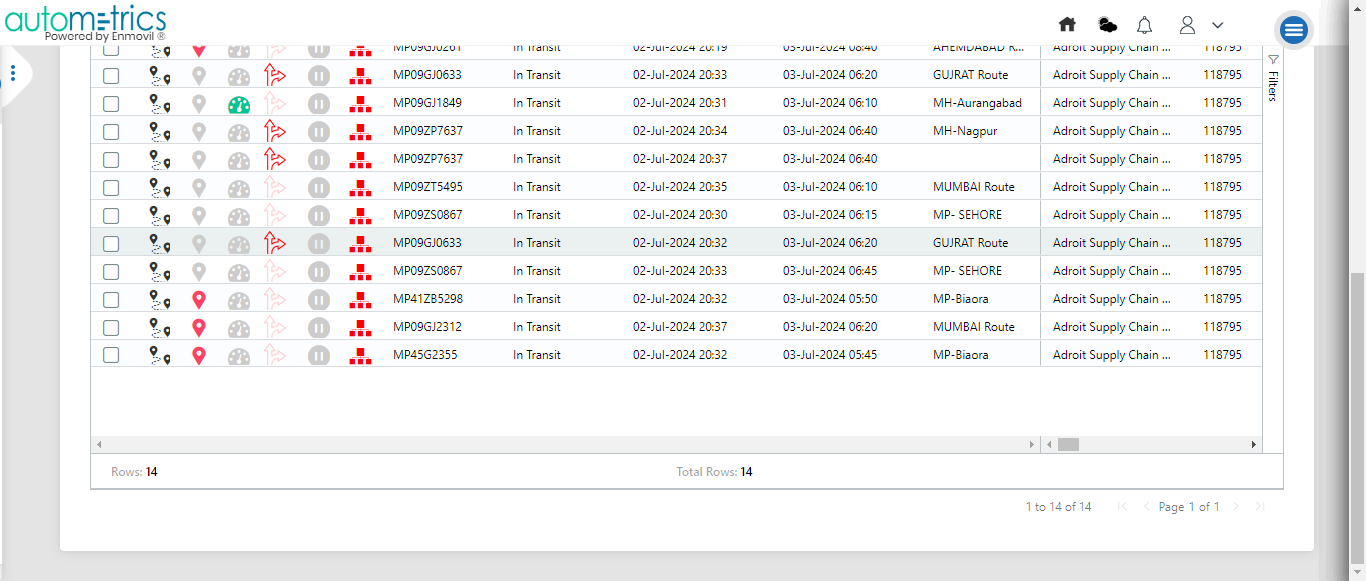 autometrics
Powered by Enmovil ®
MP09GJ0261 In Transit 02-Jul-2024 20:19 03-Jul-2024 08:40 AHEMDABAD R... Adroit Supply Chain ... 118795
MP09GJ0633 In Transit 02-Jul-2024 20:33 03-Jul-2024 06:20 GUJRAT Route Adroit Supply Chain ... 118795
MP09GJ1849 In Transit 02-Jul-2024 20:31 03-Jul-2024 06:10 MH-Aurangabad Adroit Supply Chain ... 118795
MP09ZP7637 In Transit 02-Jul-2024 20:34 03-Jul-2024 06:40 MH-Nagpur Adroit Supply Chain ... 118795
MP09ZP7637 In Transit 02-Jul-2024 20:37 03-Jul-2024 06:40 Adroit Supply Chain ... 118795
MP09ZT5495 In Transit 02-Jul-2024 20:35 03-Jul-2024 06:10 MUMBAI Route Adroit Supply Chain ... 118795
MP09ZS0867 In Transit 02-Jul-2024 20:30 03-Jul-2024 06:15 MP- SEHORE Adroit Supply Chain ... 118795
MP09GJ0633 In Transit 02-Jul-2024 20:32 03-Jul-2024 06:20 GUJRAT Route Adroit Supply Chain ... 118795
MP09ZS0867 In Transit 02-Jul-2024 20:33 03-Jul-2024 06:45 MP- SEHORE Adroit Supply Chain ... 118795
MP41ZB5298 In Transit 02-Jul-2024 20:32 03-Jul-2024 05:50 MP-Biaora Adroit Supply Chain ... 118795
MP09GJ2312 In Transit 02-Jul-2024 20:37 03-Jul-2024 06:20 MUMBAI Route Adroit Supply Chain ... 118795
MP45G2355 In Transit 02-Jul-2024 20:32 03-Jul-2024 05:45 MP-Biaora Adroit Supply Chain ... 118795
Filters
Rows: 14 Total Rows: 14
1 to 14 of 14 Page 1 of 1